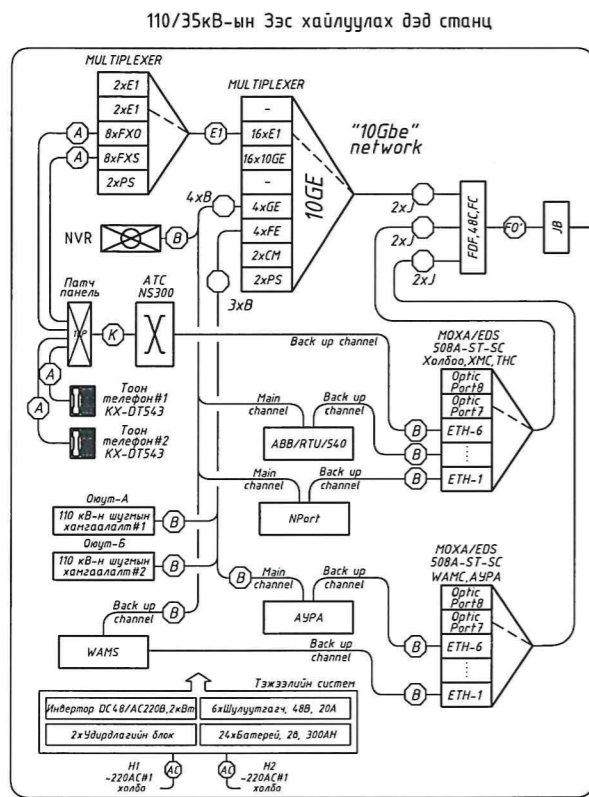 110/35кВ-ын Зэс хайлуулах дэд станц
MULTIPLEXER
2xE1
2xE1
8xFXO
8xFXS
2xPS
A
A
E1
MULTIPLEXER
-
16xE1
16x10GE
-
4xGE
4xFE
2xCM
2xPS
10GE
"10Gbe"
network
2xJ
2xJ
2xJ
FDF,48C,FC
FO'
JB
4xB
NVR
B
3xB
Патч
панель
K
АТС
NS300
Back up channel
A
A
Тоон
телефон#1
KX-DT543
Тоон
телефон#2
KX-DT543
MOXA/EDS
508A-ST-SC
Холбоо,ХМС,ТНС
Optic
Port8
Optic
Port7
ETH-6
ETH-1
B
B
B
Main
channel
Back up
channel
ABB/RTU/540
Main
channel
Back up
channel
NPort
Оюут-А
110 кВ-н шугмын
хамгаалалт#1
B
Оюут-Б
110 кВ-н шугмын
хамгаалалт#2
B
B
Main
channel
Back up
channel
АУРА
MOXA/EDS
508A-ST-SC
WAMC,АУРА
Optic
Port8
Optic
Port7
ETH-6
ETH-1
B
B
Back up
channel
B
WAMS
Back up
channel
Тэжээлийн систем
Инвертор DC48/AC220В,2кВт
6xШулуутгагч, 48В, 20А
2xУдирдлагийн блок
24xБатерей, 2в, 300АН
H1
~220AC#1
холбо
AC
AC
H2
~220AC#1
холбо